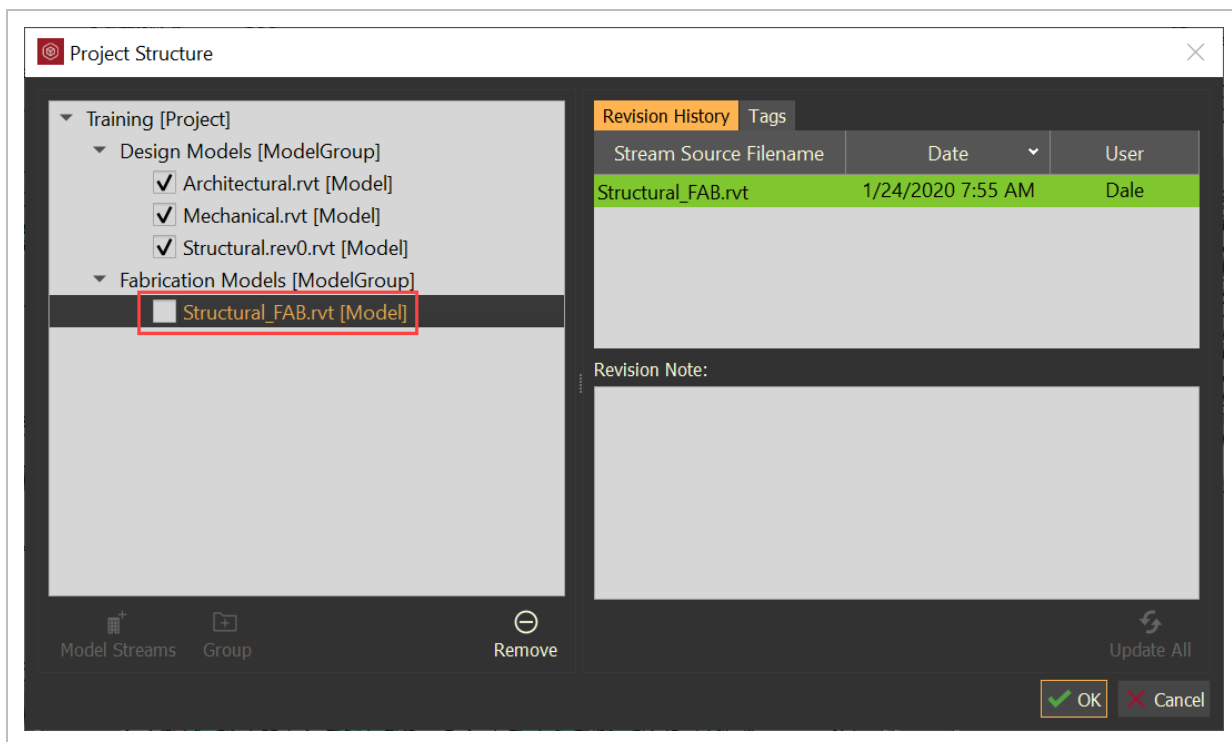 Project Structure
Training [Project]
Design Models [ModelGroup]
Architectural.rvt [Model]
Mechanical.rvt [Model]
Structural.rev0.rvt [Model]
Fabrication Models [ModelGroup]
Structural_FAB.rvt [Model]
Model Streams Group Remove
Revision History Tags
Stream Source Filename Date User
Structural_FAB.rvt 1/24/2020 7:55 AM Dale
Revision Note:
Update All
OK Cancel